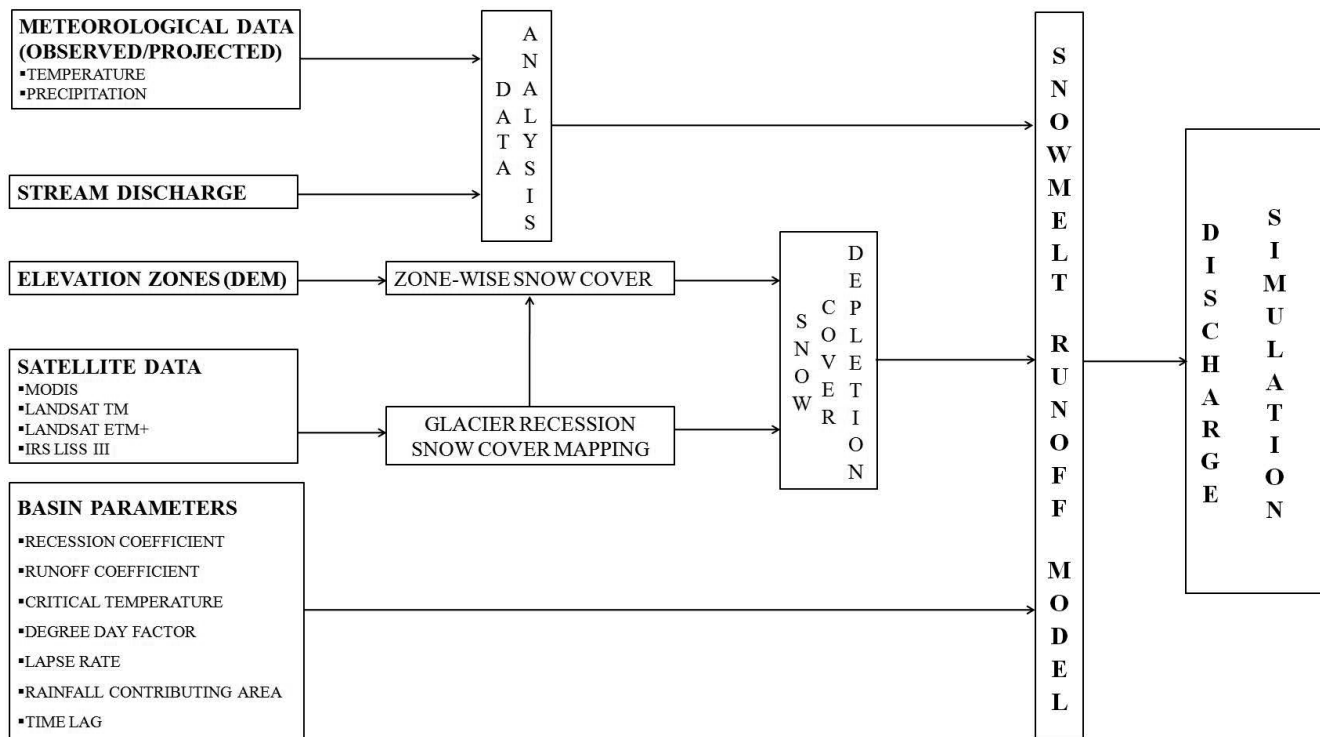 METEOROLOGICAL DATA
(OBSERVED/PROJECTED)
▪TEMPERATURE
▪PRECIPITATION
STREAM DISCHARGE
DATA
ANALYSIS
ELEVATION ZONES (DEM)
ZONE-WISE SNOW COVER
SATELLITE DATA
▪MODIS
▪LANDSAT TM
▪LANDSAT ETM+
▪IRS LISS III
GLACIER RECESSION
SNOW COVER MAPPING
SNOW
COVER
DEPLETION
BASIN PARAMETERS
▪RECESSION COEFFICIENT
▪RUNOFF COEFFICIENT
▪CRITICAL TEMPERATURE
▪DEGREE DAY FACTOR
▪LAPSE RATE
▪RAINFALL CONTRIBUTING AREA
▪TIME LAG
SNOWMELT RUNOFF MODEL
DISCHARGE
SIMULATION